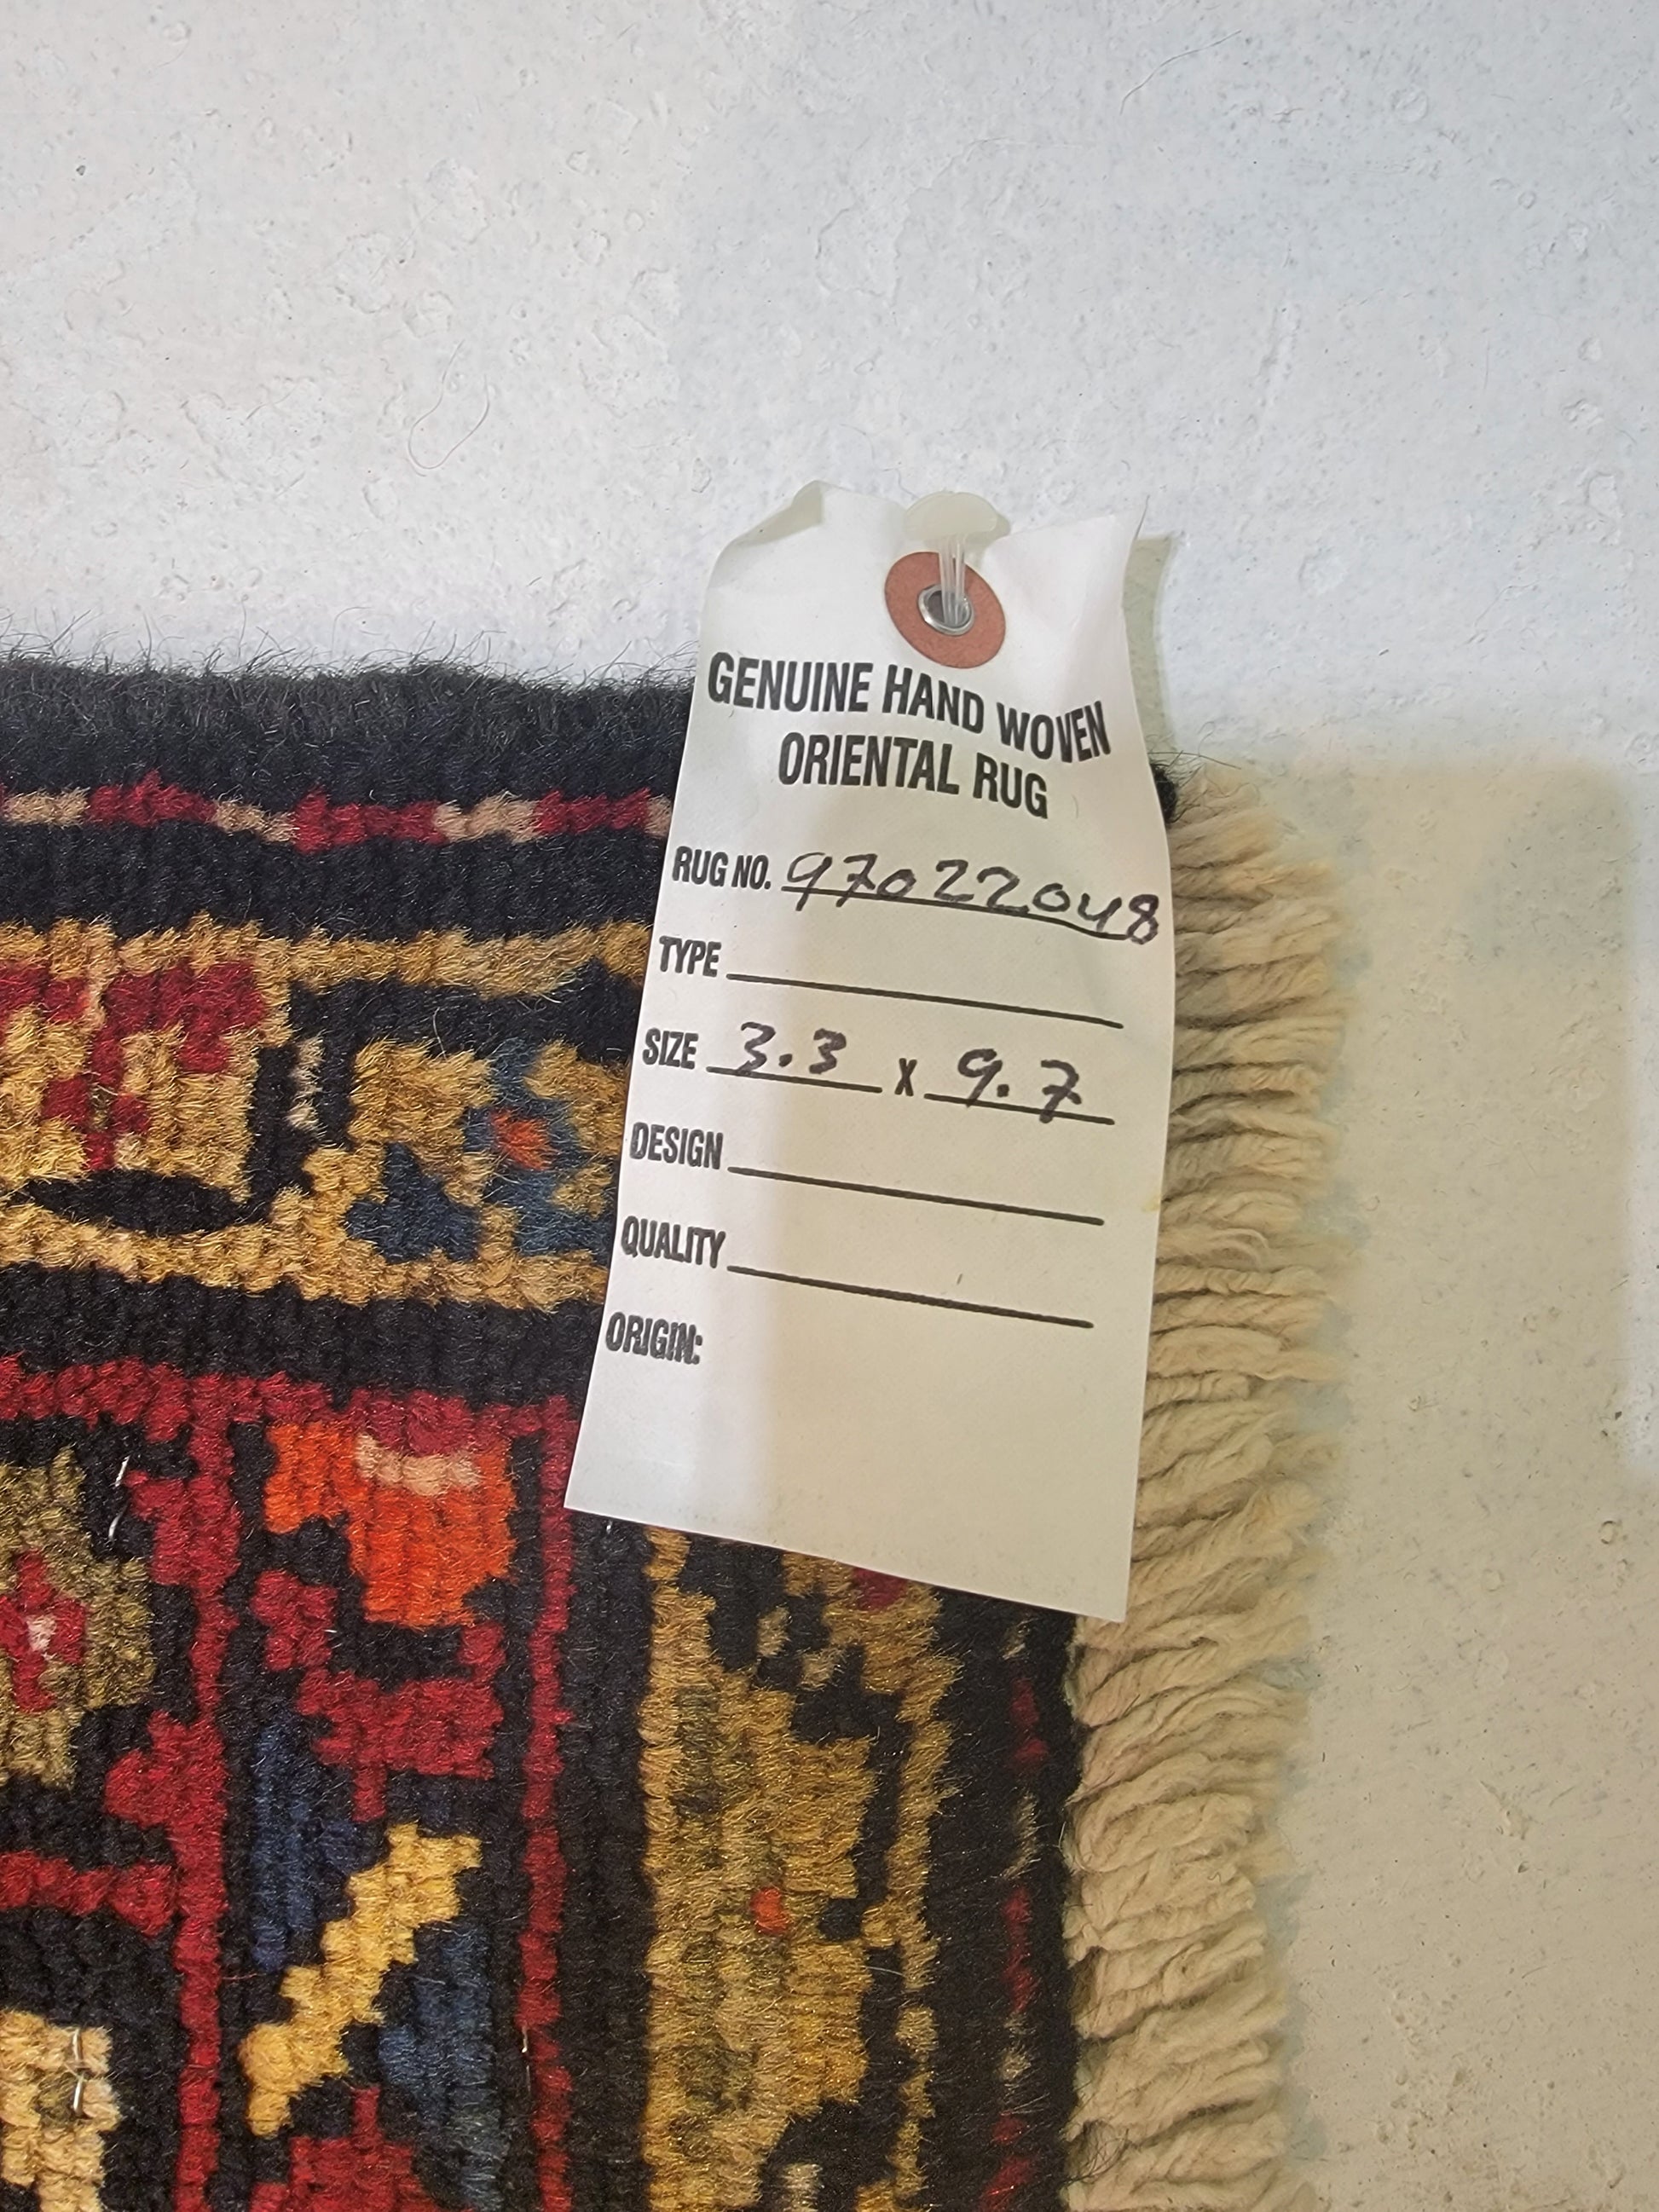 GENUINE HAND WOVEN
ORIENTAL RUG
RUG NO. 97022048
TYPE
SIZE 3.3 X 9.7
DESIGN
QUALITY
ORIGIN: